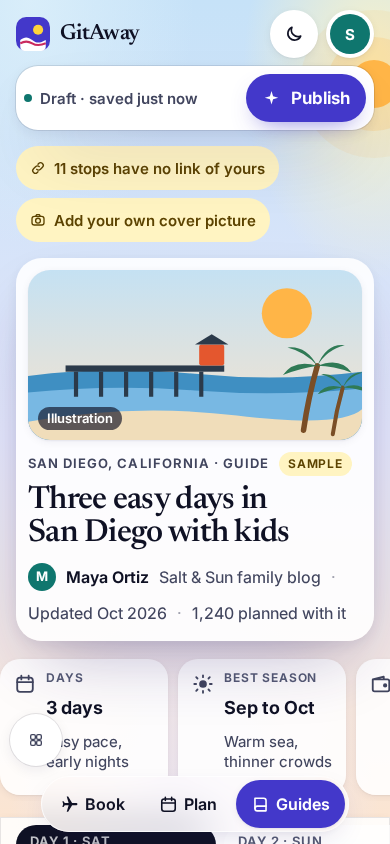 GitAway
S
Draft · saved just now
Publish
11 stops have no link of yours
Add your own cover picture
Illustration
SAN DIEGO, CALIFORNIA · GUIDE SAMPLE
Three easy days in
San Diego with kids
M Maya Ortiz Salt & Sun family blog ·
Updated Oct 2026 · 1,240 planned with it
DAYS
3 days
Easy pace,
early nights
BEST SEASON
Sep to Oct
Warm sea,
thinner crowds
Book
Plan
Guides
DAY 1 · SAT
DAY 2 · SUN